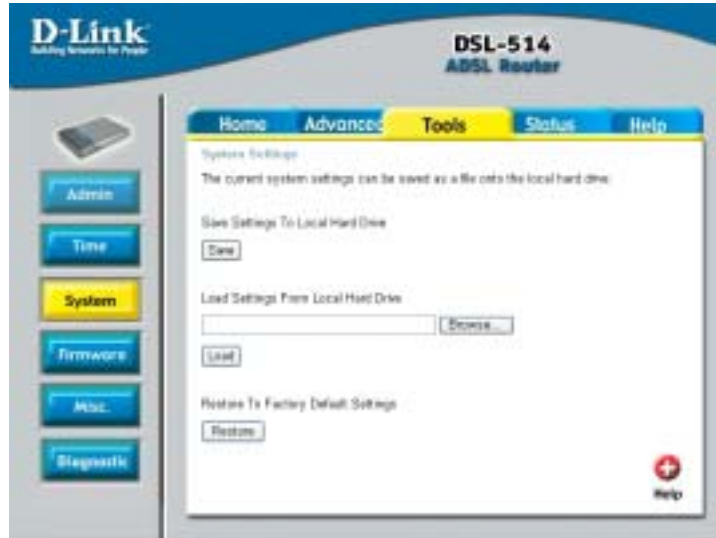 D-Link
Building Networks for People
DSL-514
ADSL Router
Home Advanced Tools Status Help
Admin
Time
System
Firmware
Misc.
Diagnostic
System Settings
The current system settings can be saved as a file onto the local hard drive.
Save Settings To Local Hard Drive
Save
Load Settings From Local Hard Drive
Browse...
Load
Restore To Factory Default Settings
Restore
Help